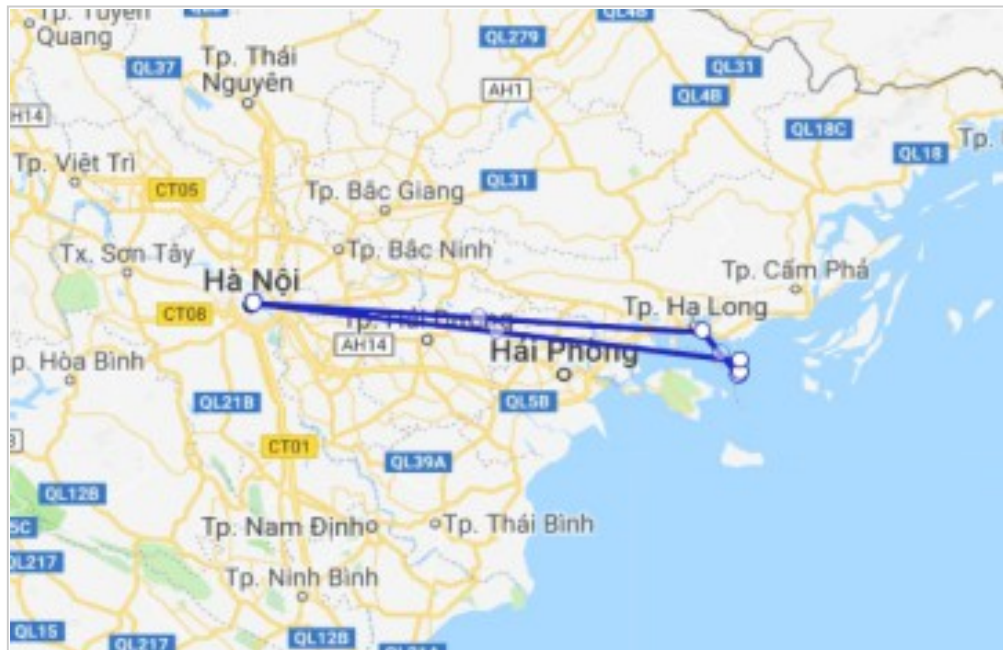 Tp. Tuyên
Quang
QL279
QL4B
QL37
Tp. Thái
Nguyên
AH1
QL31
QL4B
QL18C
H14
Tp. Việt Trì
CT05
Tp. Bắc Giang
QL31
QL18
Tp.
Tx. Sơn Tây
Tp. Bắc Ninh
Hà Nội
Tp. Cẩm Phả
CT08
Tp. Hạ Long
AH14
Hải Phòng
p. Hòa Bình
QL21B
QL5B
CT01
QL39A
QL12B
5C
Tp. Nam Định
Tp. Thái Bình
QL217
Tp. Ninh Bình
QL15
QL217
QL12B